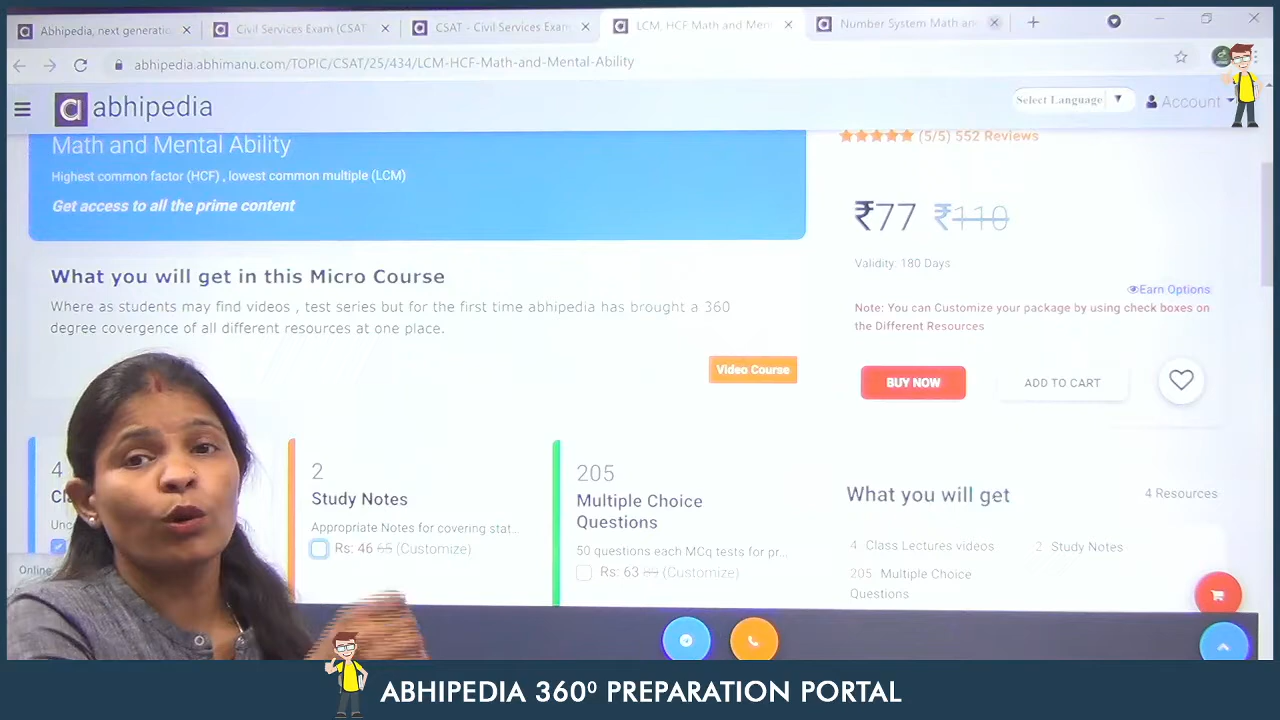 Abhipedia, next generatic
Civil Services Exam (CSAT
CSAT - Civil Services Exam
LCM, HCF Math and Men
Number System Math an
abhipedia.abhimanu.com/TOPIC/CSAT/25/434/LCM-HCF-Math-and-Mental-Ability
abhipedia
Select Language
Account
Math and Mental Ability
Highest common factor (HCF) , lowest common multiple (LCM)
Get access to all the prime content
(5/5) 552 Reviews
₹77 ₹110
Validity: 180 Days
Earn Options
Note: You can Customize your package by using check boxes on
the Different Resources
BUY NOW
ADD TO CART
What you will get in this Micro Course
Where as students may find videos , test series but for the first time abhipedia has brought a 360
degree covergence of all different resources at one place.
Video Course
4
Cl
Unc
2
Study Notes
Appropriate Notes for covering stat...
Rs: 46 65 (Customize)
205
Multiple Choice
Questions
50 questions each MCq tests for pr...
Rs: 63 89 (Customize)
What you will get
4 Resources
4 Class Lectures videos
2 Study Notes
205 Multiple Choice
Questions
Online
ABHIPEDIA 360⁰ PREPARATION PORTAL